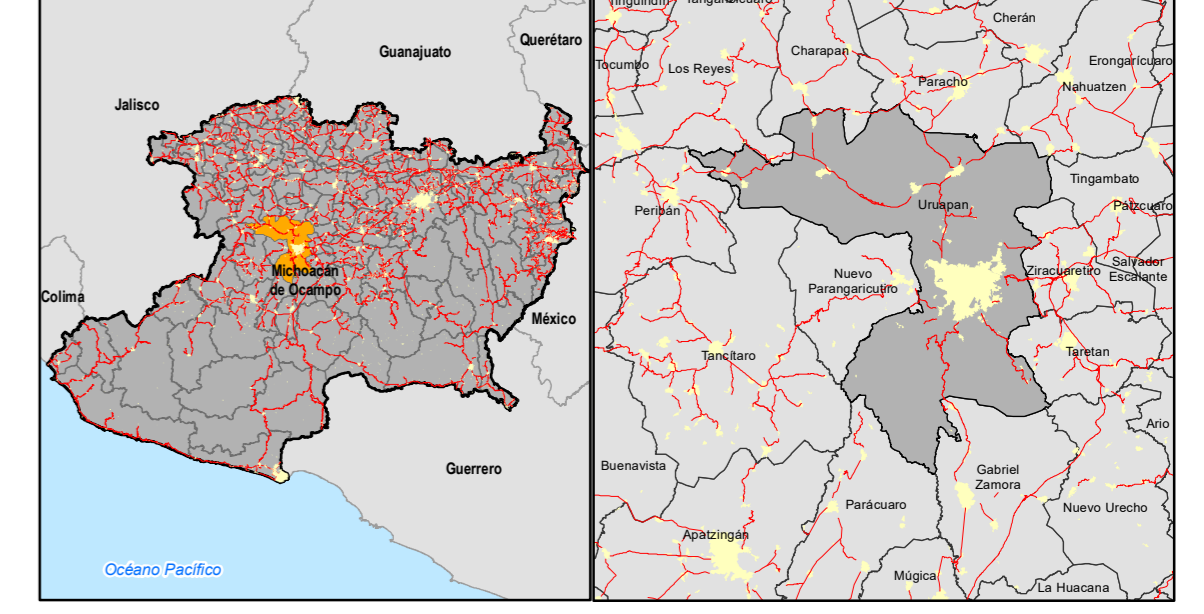 Querétaro
Guanajuato
Jalisco
Michoacán
de Ocampo
Colima
México
Guerrero
Océano Pacífico
Cherán
Charapan
Erongarícuaro
Tocumbo
Los Reyes
Paracho
Nahuatzen
Tingambato
Peribán
Uruapan
Pátzcuaro
Nuevo
Parangaricutiro
Ziracuaretiro
Salvador
Escalante
Tancítaro
Taretan
Ario
Buenavista
Gabriel
Zamora
Parácuaro
Nuevo Urecho
Apatzingán
Múgica
La Huacana